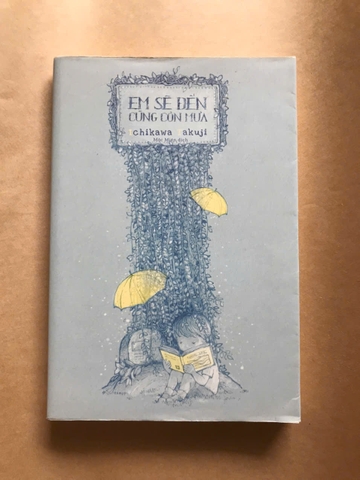 EM SẼ ĐẾN
CÙNG CƠN MƯA
Ichikawa Takuji